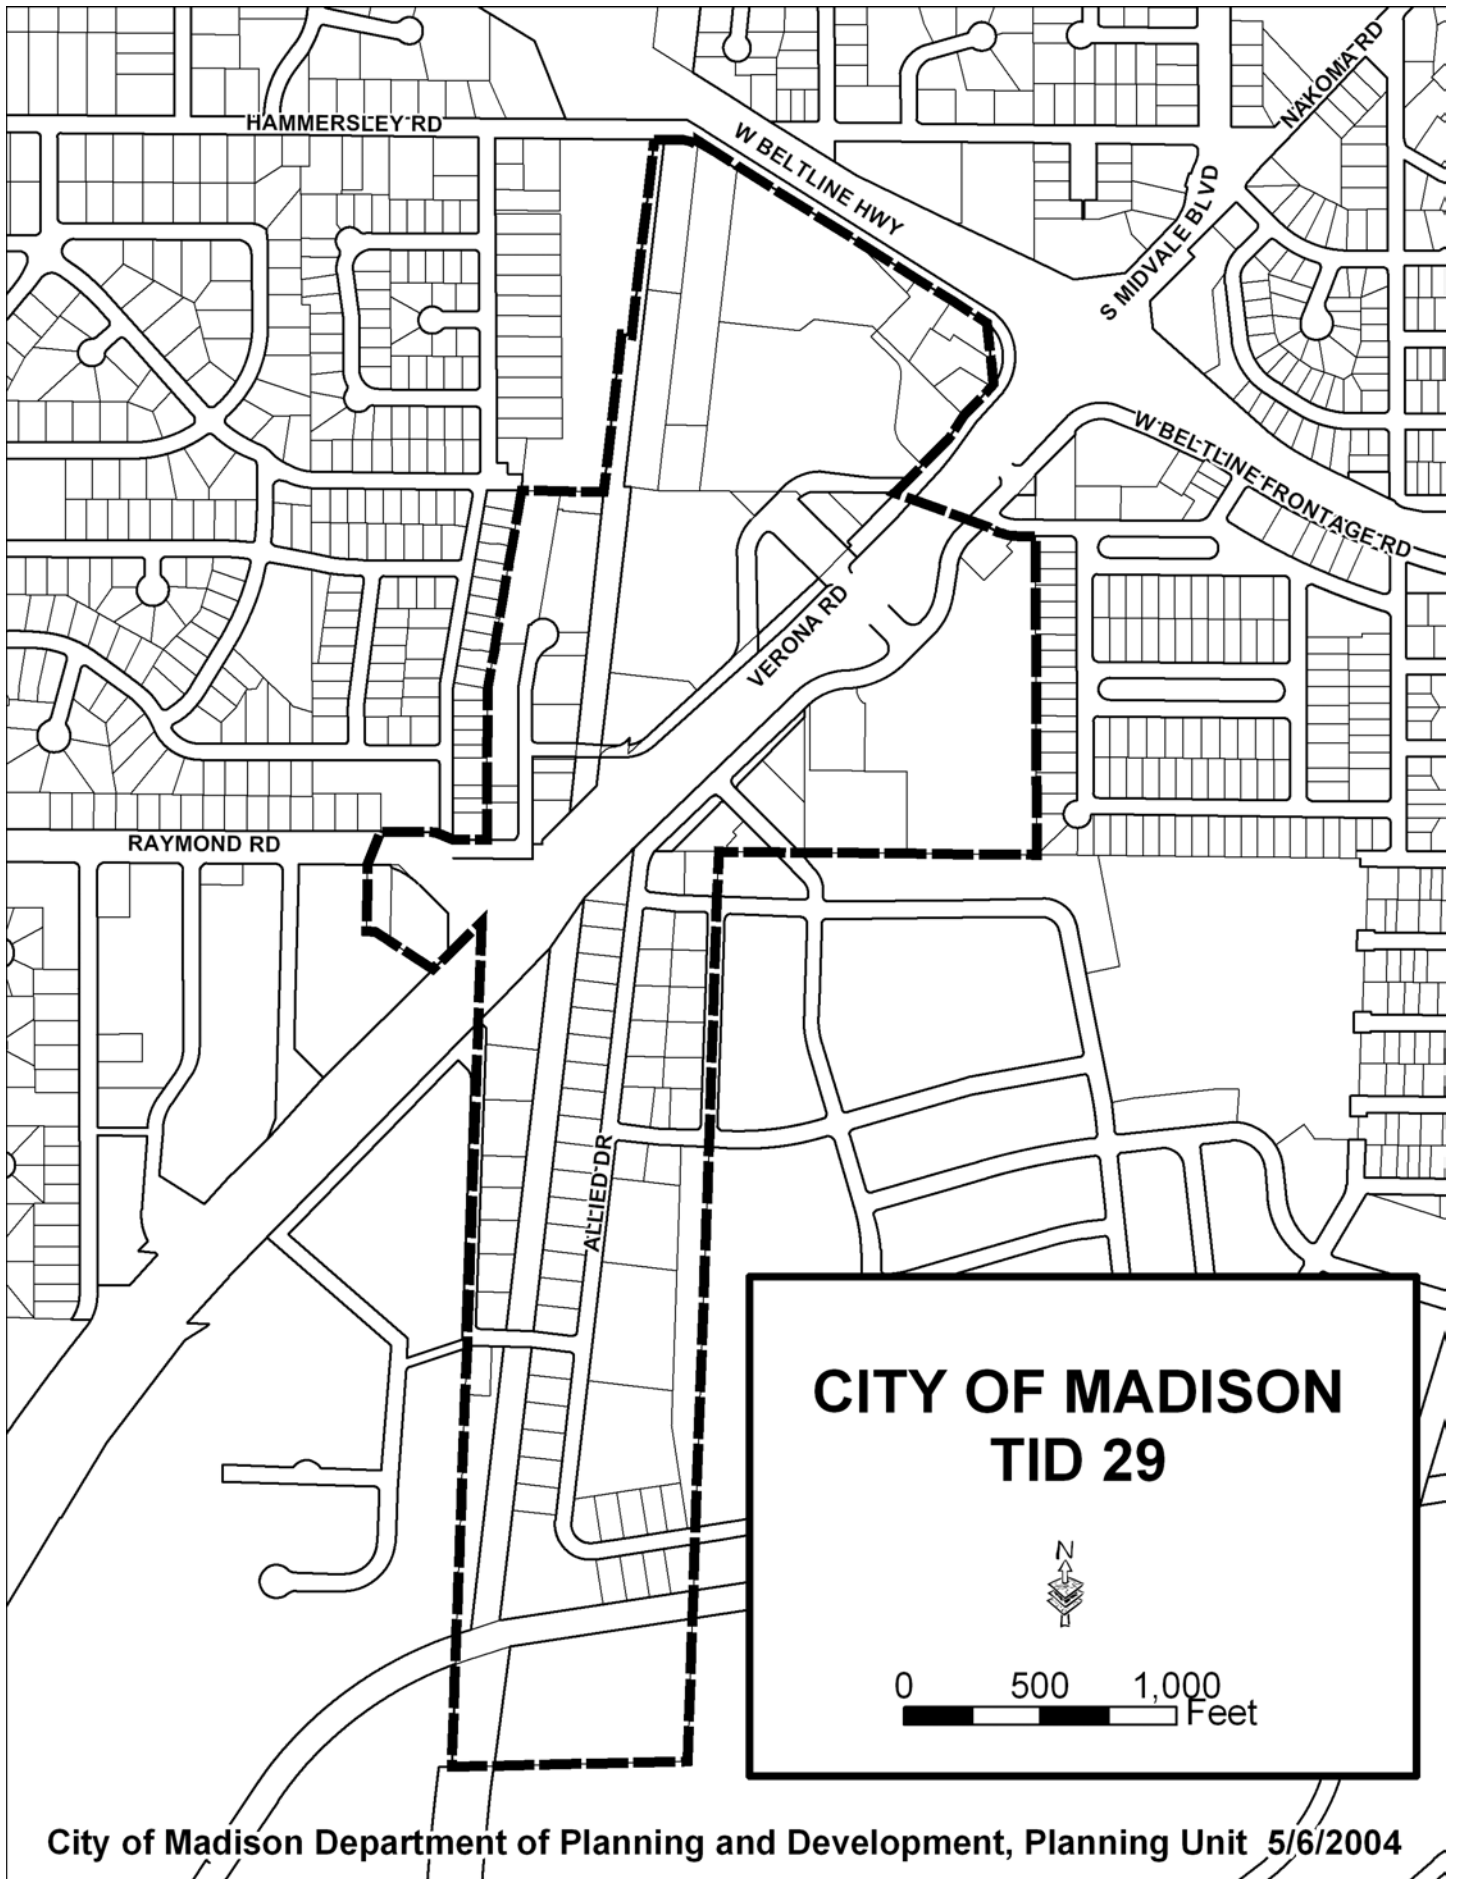 HAMMERSLEY RD
W BELTLINE HWY
NAKOMA RD
S MIDVALE BLVD
W BELTLINE FRONTAGE RD
VERONA RD
RAYMOND RD
ALLIED DR
CITY OF MADISON
TID 29
N
0 500 1,000
Feet
City of Madison Department of Planning and Development, Planning Unit 5/6/2004